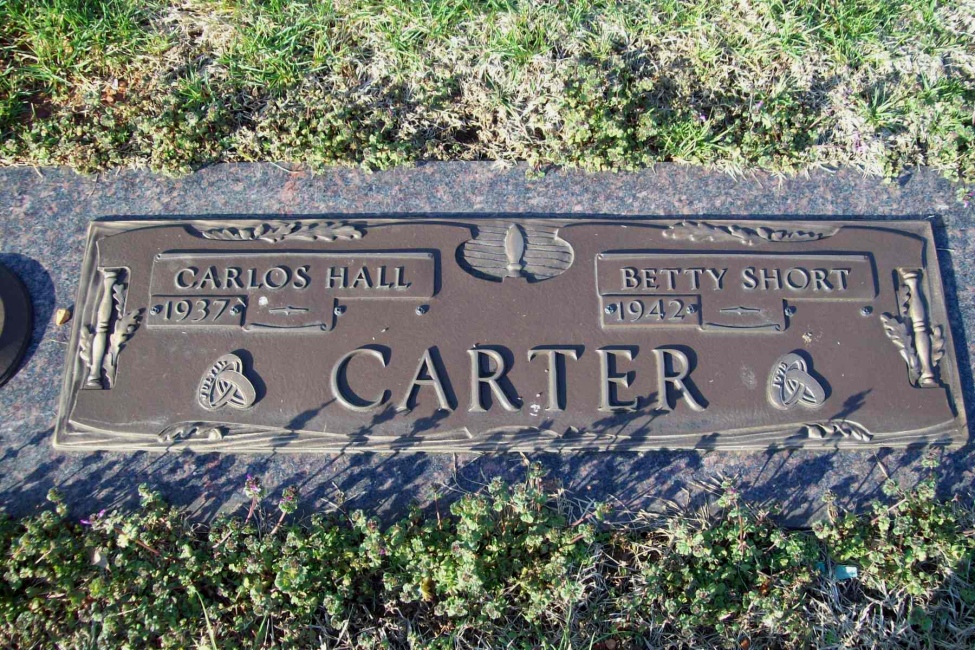 CARLOS HALL
1937
BETTY SHORT
1942
CARTER